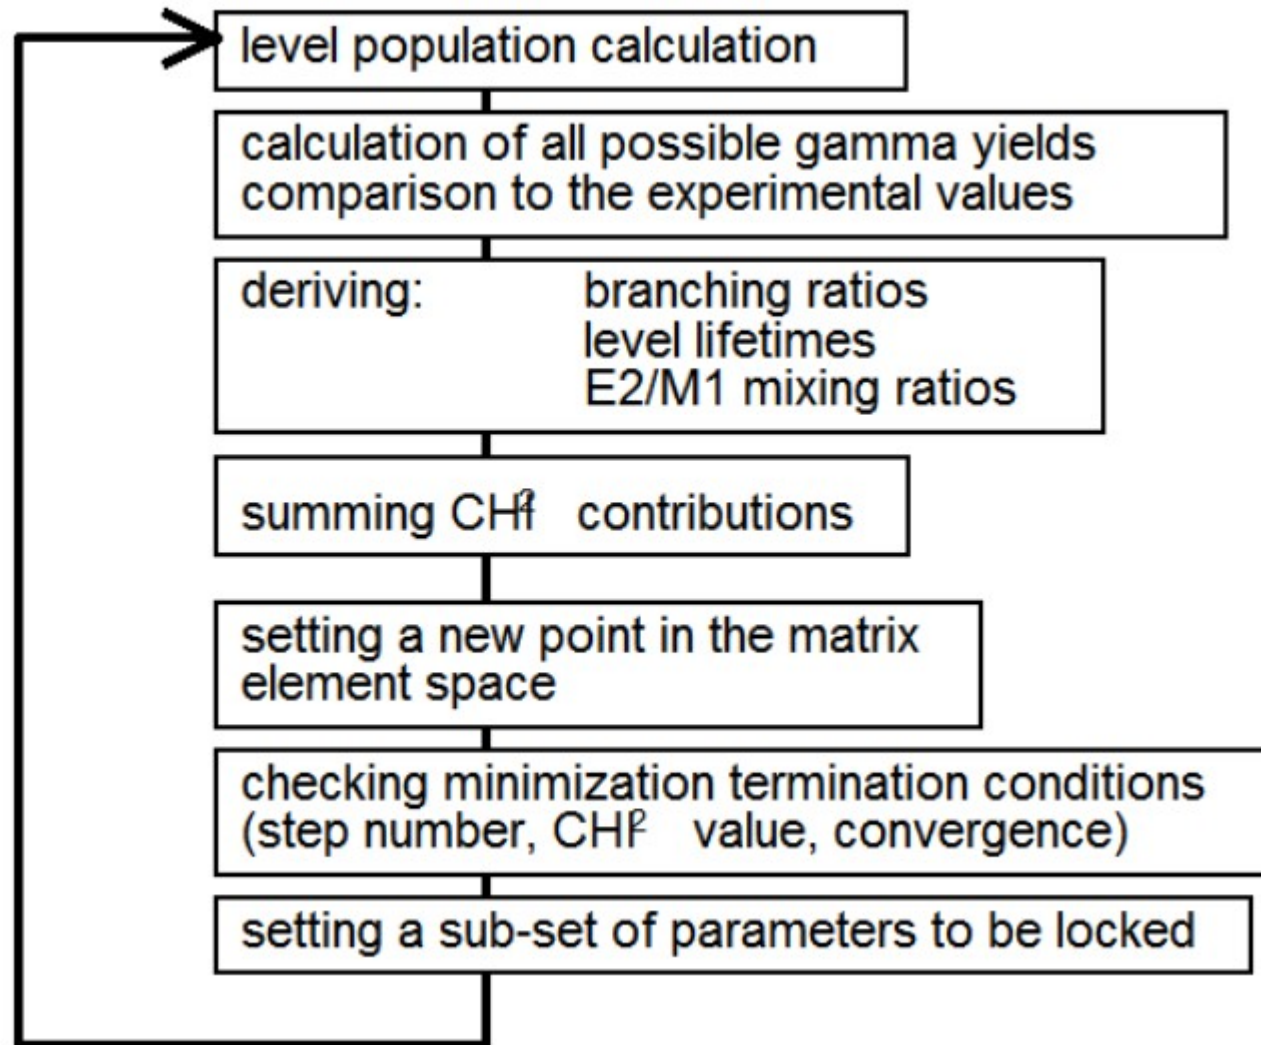 level population calculation
calculation of all possible gamma yields
comparison to the experimental values
deriving: branching ratios
level lifetimes
E2/M1 mixing ratios
summing CHI² contributions
setting a new point in the matrix
element space
checking minimization termination conditions
(step number, CHI² value, convergence)
setting a sub-set of parameters to be locked